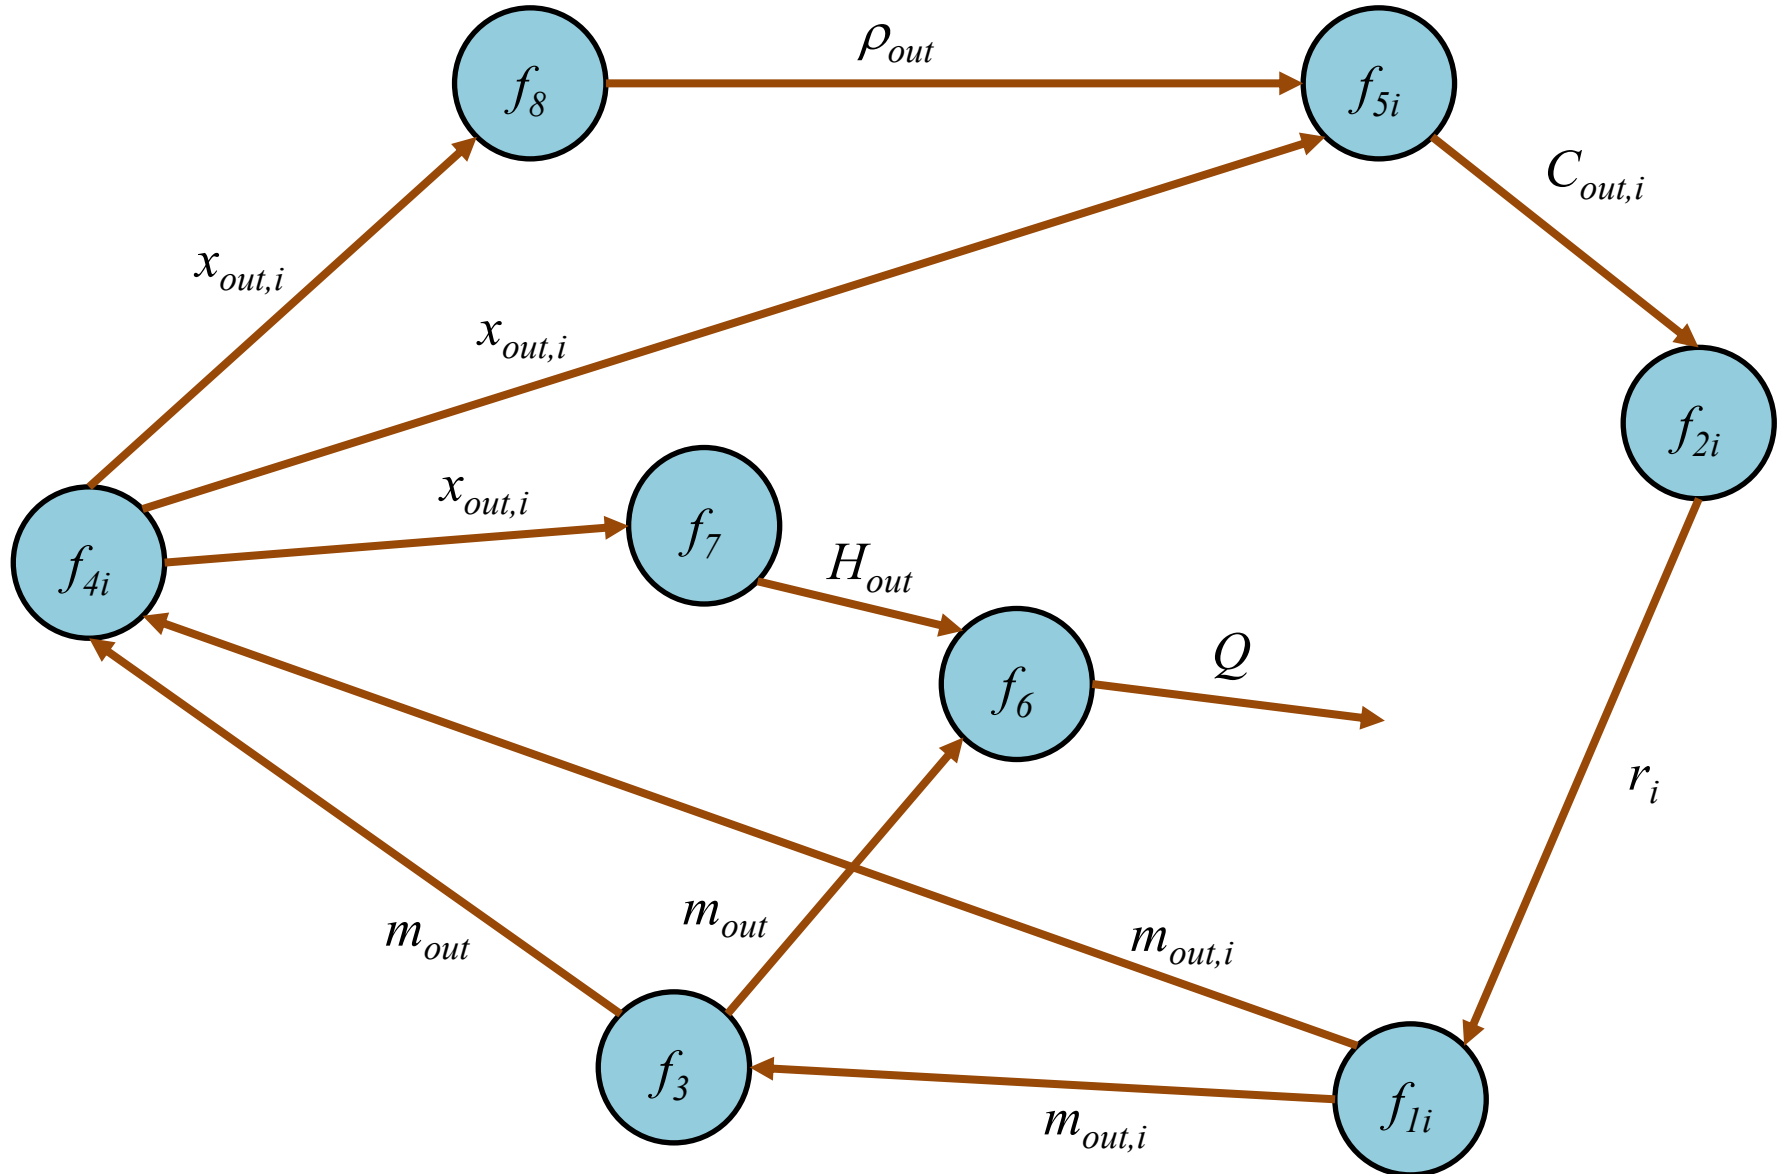 ρout
f8
f5i
Cout,i
xout,i
xout,i
f2i
xout,i
f7
f4i
Hout
Q
f6
ri
mout
mout
mout,i
f3
f1i
mout,i